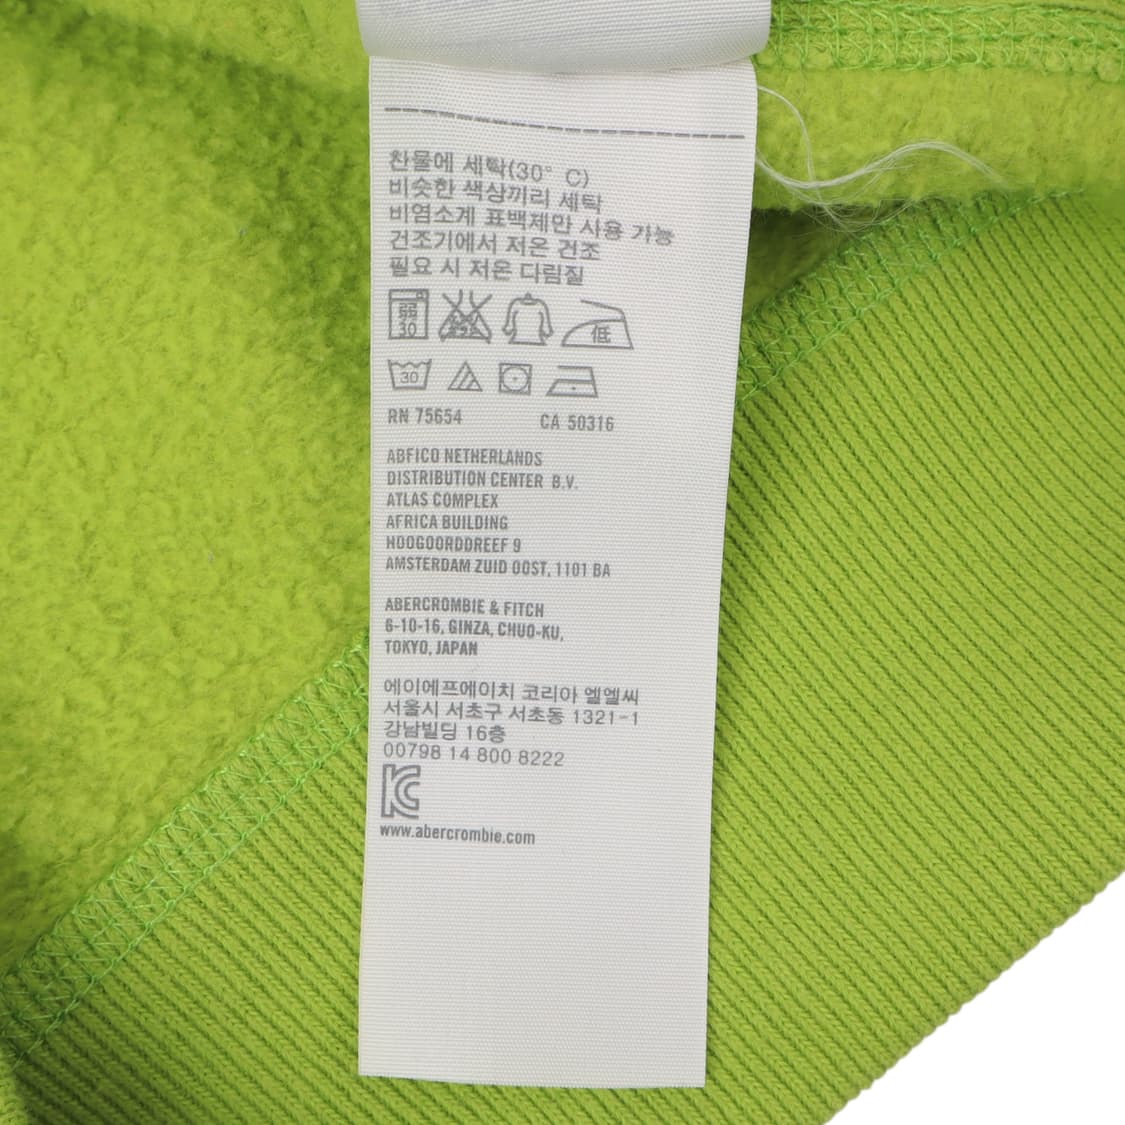 찬물에 세탁(30° C)
비슷한 색상끼리 세탁
비염소계 표백제만 사용 가능
건조기에서 저온 건조
필요 시 저온 다림질
弱 30 低
30
RN 75654 CA 50316
ABFICO NETHERLANDS
DISTRIBUTION CENTER B.V.
ATLAS COMPLEX
AFRICA BUILDING
HOOGOORDDREEF 9
AMSTERDAM ZUID OOST, 1101 BA
ABERCROMBIE & FITCH
6-10-16, GINZA, CHUO-KU,
TOKYO, JAPAN
에이에프에이치 코리아 엘엘씨
서울시 서초구 서초동 1321-1
강남빌딩 16층
00798 14 800 8222
KC
www.abercrombie.com